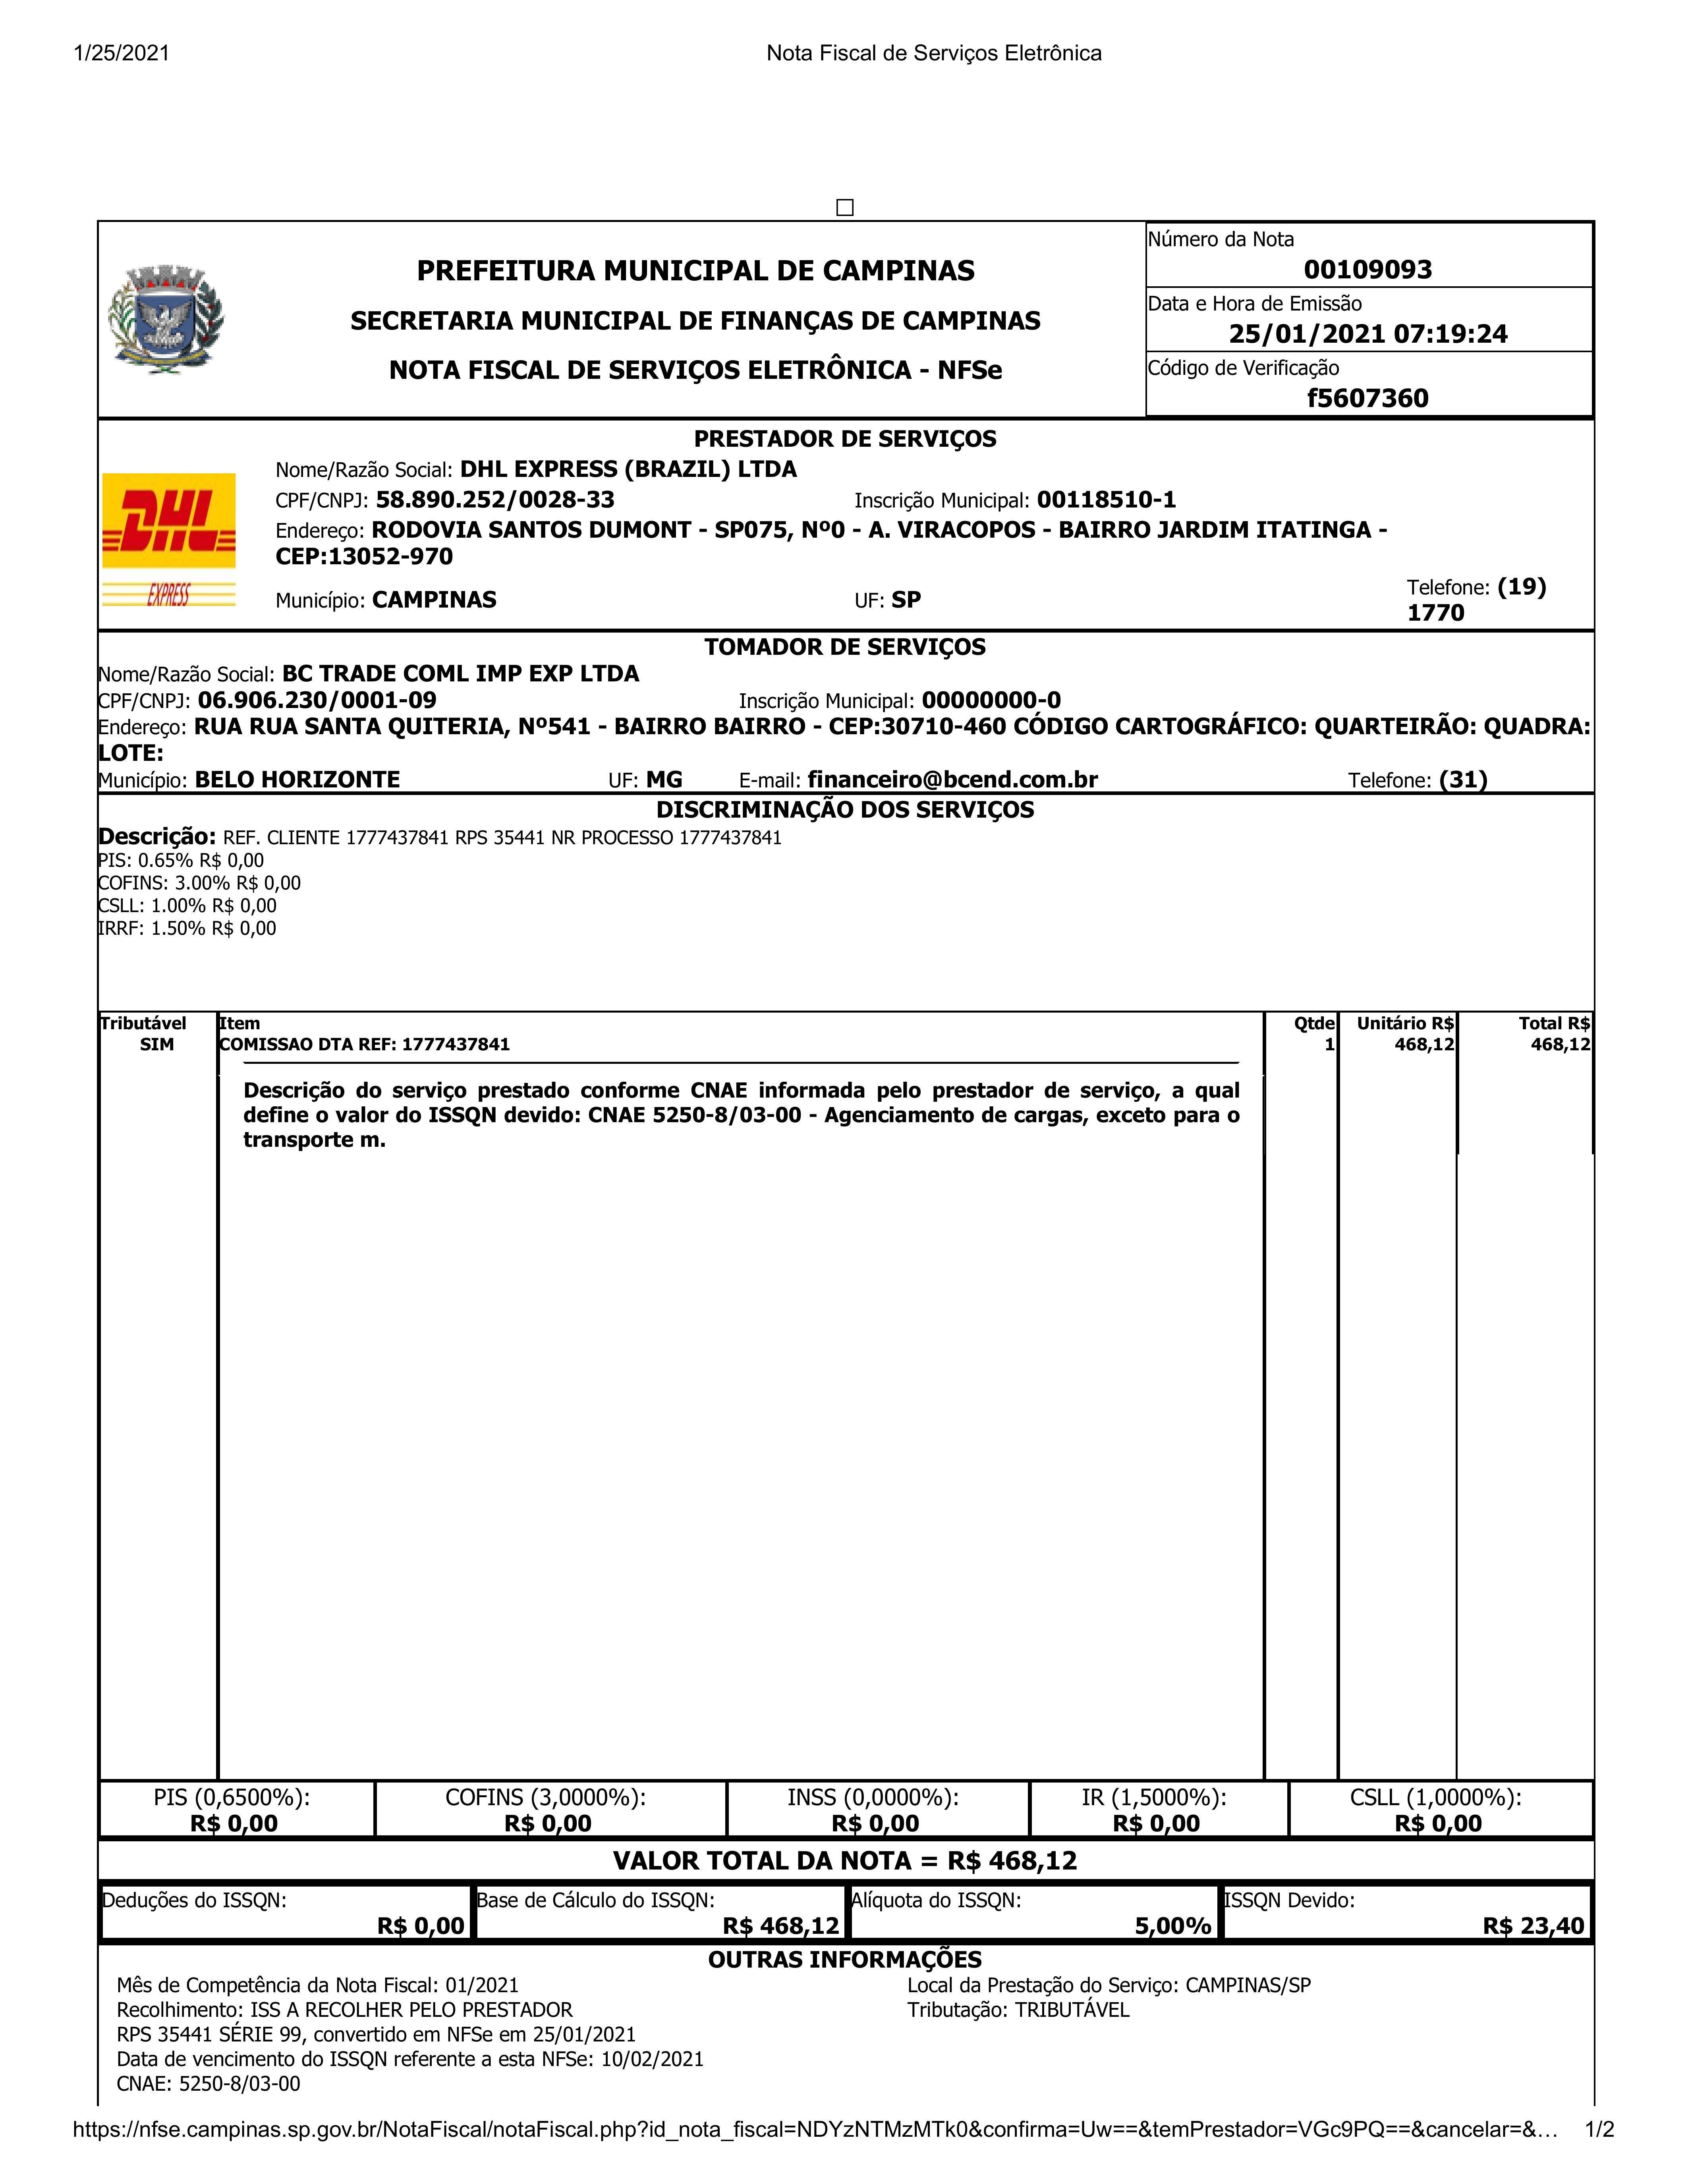 1/25/2021
Nota Fiscal de Serviços Eletrônica
PREFEITURA MUNICIPAL DE CAMPINAS
SECRETARIA MUNICIPAL DE FINANÇAS DE CAMPINAS
NOTA FISCAL DE SERVIÇOS ELETRÔNICA - NFSe
Número da Nota
00109093
Data e Hora de Emissão
25/01/2021 07:19:24
Código de Verificação
f5607360
PRESTADOR DE SERVIÇOS
DHL
EXPRESS
Nome/Razão Social: DHL EXPRESS (BRAZIL) LTDA
CPF/CNPJ: 58.890.252/0028-33 Inscrição Municipal: 00118510-1
Endereço: RODOVIA SANTOS DUMONT - SP075, Nº0 - A. VIRACOPOS - BAIRRO JARDIM ITATINGA -
CEP:13052-970
Município: CAMPINAS UF: SP Telefone: (19)
1770
TOMADOR DE SERVIÇOS
Nome/Razão Social: BC TRADE COML IMP EXP LTDA
CPF/CNPJ: 06.906.230/0001-09 Inscrição Municipal: 00000000-0
Endereço: RUA RUA SANTA QUITERIA, Nº541 - BAIRRO BAIRRO - CEP:30710-460 CÓDIGO CARTOGRÁFICO: QUARTEIRÃO: QUADRA:
LOTE:
Município: BELO HORIZONTE UF: MG E-mail: financeiro@bcend.com.br Telefone: (31)
DISCRIMINAÇÃO DOS SERVIÇOS
Descrição: REF. CLIENTE 1777437841 RPS 35441 NR PROCESSO 1777437841
PIS: 0.65% R$ 0,00
COFINS: 3.00% R$ 0,00
CSLL: 1.00% R$ 0,00
IRRF: 1.50% R$ 0,00
Tributável Item Qtde Unitário R$ Total R$
SIM COMISSAO DTA REF: 1777437841 1 468,12 468,12
Descrição do serviço prestado conforme CNAE informada pelo prestador de serviço, a qual
define o valor do ISSQN devido: CNAE 5250-8/03-00 - Agenciamento de cargas, exceto para o
transporte m.
PIS (0,6500%): COFINS (3,0000%): INSS (0,0000%): IR (1,5000%): CSLL (1,0000%):
R$ 0,00 R$ 0,00 R$ 0,00 R$ 0,00 R$ 0,00
VALOR TOTAL DA NOTA = R$ 468,12
Deduções do ISSQN: Base de Cálculo do ISSQN: Alíquota do ISSQN: ISSQN Devido:
R$ 0,00 R$ 468,12 5,00% R$ 23,40
OUTRAS INFORMAÇÕES
Mês de Competência da Nota Fiscal: 01/2021 Local da Prestação do Serviço: CAMPINAS/SP
Recolhimento: ISS A RECOLHER PELO PRESTADOR Tributação: TRIBUTÁVEL
RPS 35441 SÉRIE 99, convertido em NFSe em 25/01/2021
Data de vencimento do ISSQN referente a esta NFSe: 10/02/2021
CNAE: 5250-8/03-00
https://nfse.campinas.sp.gov.br/NotaFiscal/notaFiscal.php?id_nota_fiscal=NDYzNTMzMTk0&confirma=Uw==&temPrestador=VGc9PQ==&cancelar=&… 1/2